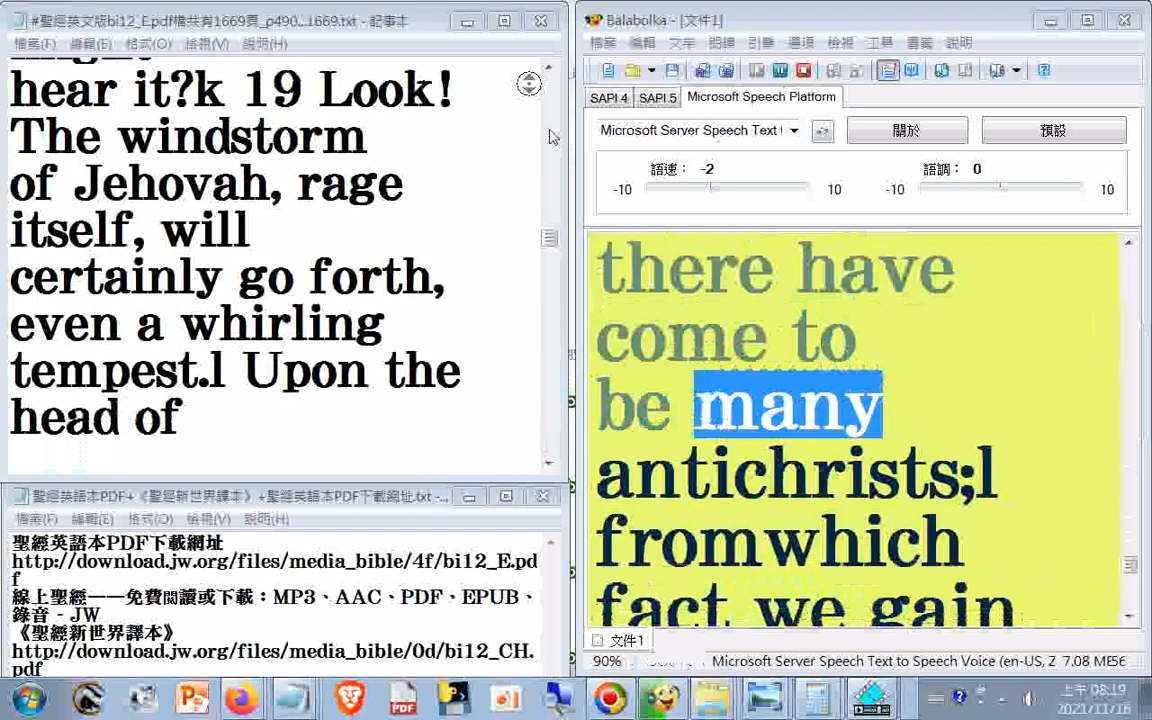 #聖經英文版bi12_E.pdf檔共有1669頁_p490...1669.txt - 記事本
檔案(F) 編輯(E) 格式(O) 檢視(V) 說明(H)
hear it?k 19 Look!
The windstorm
of Jehovah, rage
itself, will
certainly go forth,
even a whirling
tempest.l Upon the
head of
聖經英語本PDF+《聖經新世界譯本》+聖經英語本PDF下載網址.txt - ...
檔案(F) 編輯(E) 格式(O) 檢視(V) 說明(H)
聖經英語本PDF下載網址
http://download.jw.org/files/media_bible/4f/bi12_E.pd
f
線上聖經——免費閱讀或下載：MP3、AAC、PDF、EPUB、
錄音 - JW
《聖經新世界譯本》
http://download.jw.org/files/media_bible/0d/bi12_CH.
pdf
Balabolka - [文件1]
檔案 編輯 文字 朗讀 引擎 選項 檢視 工具 書籤 說明
SAPI 4 SAPI 5 Microsoft Speech Platform
Microsoft Server Speech Text 關於 預設
語速： -2 語調： 0
-10 10 -10 10
there have
come to
be many
antichrists;l
fromwhich
fact we gain
文件1
90% Microsoft Server Speech Text to Speech Voice (en-US, Z 7.08 МБ
上午 08:19
2021/11/16